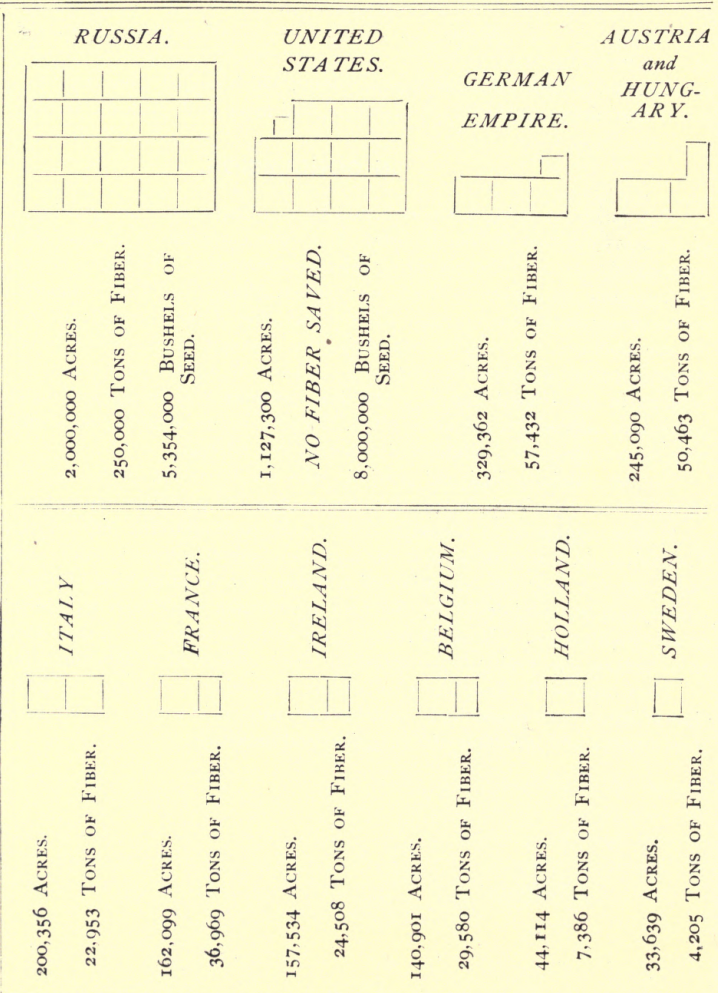 RUSSIA.
2,000,000 ACRES.
250,000 TONS OF FIBER.
5,354,000 BUSHELS OF
SEED.
UNITED
STATES.
1,127,300 ACRES.
NO FIBER SAVED.
8,000,000 BUSHELS OF
SEED.
GERMAN
EMPIRE.
329,362 ACRES.
57,432 TONS OF FIBER.
AUSTRIA
and
HUNG-
ARY.
245,090 ACRES.
50,463 TONS OF FIBER.
ITALY
200,356 ACRES.
22,953 TONS OF FIBER.
FRANCE.
162,099 ACRES.
36,969 TONS OF FIBER.
IRELAND.
157,534 ACRES.
24,508 TONS OF FIBER.
BELGIUM.
140,901 ACRES.
29,580 TONS OF FIBER.
HOLLAND.
44,114 ACRES.
7,386 TONS OF FIBER.
SWEDEN.
33,639 ACRES.
4,205 TONS OF FIBER.